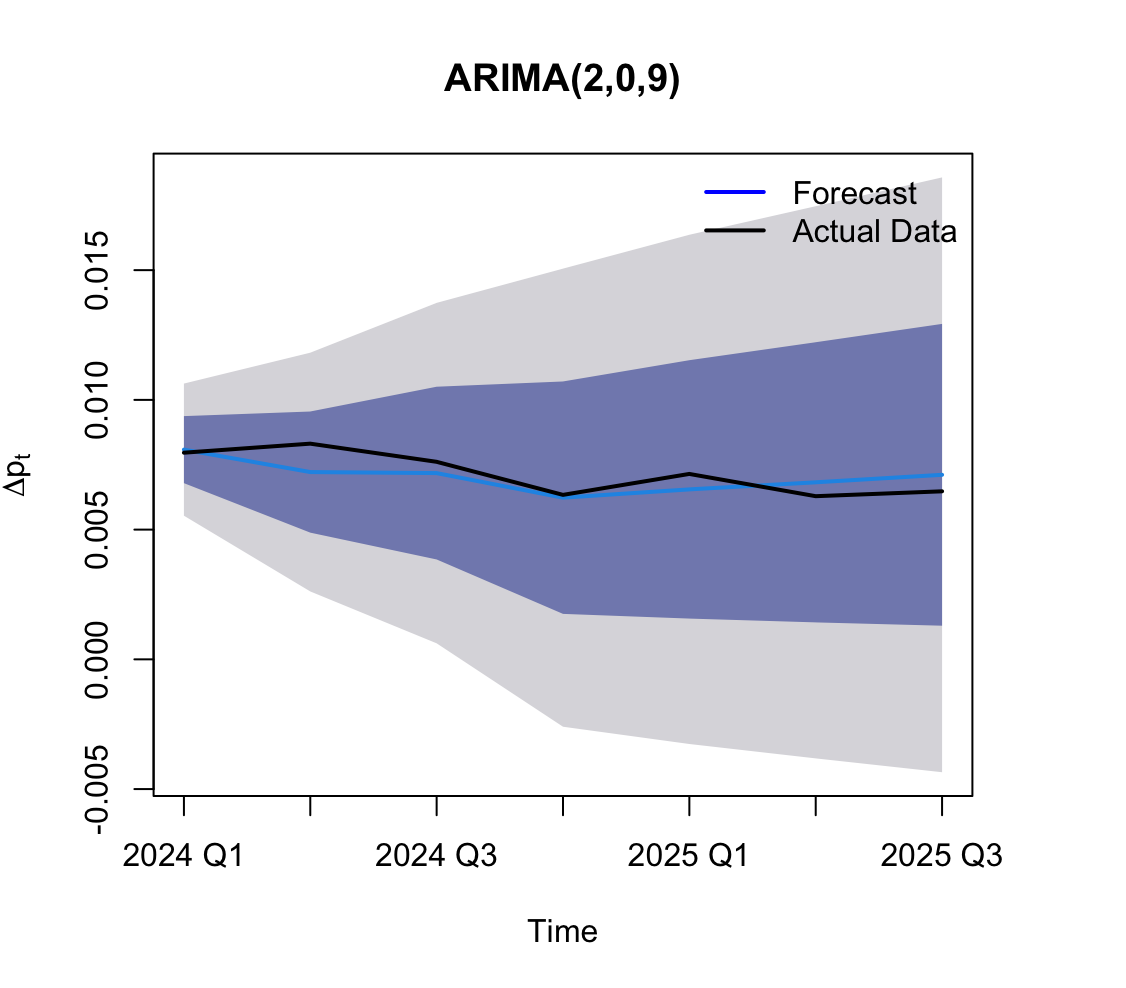 ARIMA(2,0,9)
Forecast
Actual Data
Δpt
0.015
0.010
0.005
0.000
-0.005
2024 Q1
2024 Q3
2025 Q1
2025 Q3
Time